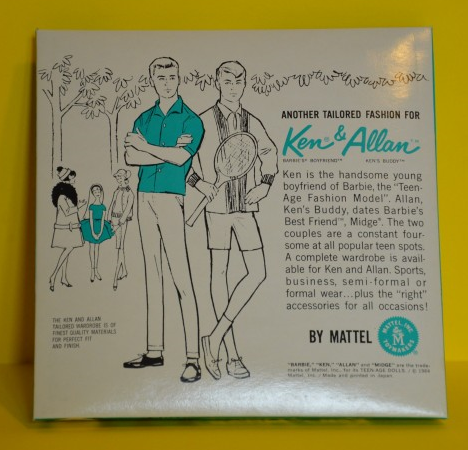 ANOTHER TAILORED FASHION FOR
Ken® & Allan™
BARBIE'S® BOYFRIEND™ KEN'S BUDDY™
Ken is the handsome young
boyfriend of Barbie, the "Teen-
Age Fashion Model". Allan,
Ken's Buddy, dates Barbie's
Best Friend™, Midge®. The two
couples are a constant four-
some at all popular teen spots.
A complete wardrobe is avail-
able for Ken and Allan. Sports,
business, semi-formal or
formal wear...plus the "right"
accessories for all occasions!
THE KEN AND ALLAN
TAILORED WARDROBE IS OF
FINEST QUALITY MATERIALS
FOR PERFECT FIT
AND FINISH
BY MATTEL
MATTEL, INC.
M
TOYMAKERS
"BARBIE," "KEN," "ALLAN" and "MIDGE" are the trade-
marks of Mattel, Inc., for its TEEN-AGE DOLLS / © 1964
Mattel, Inc. / Made and printed in Japan